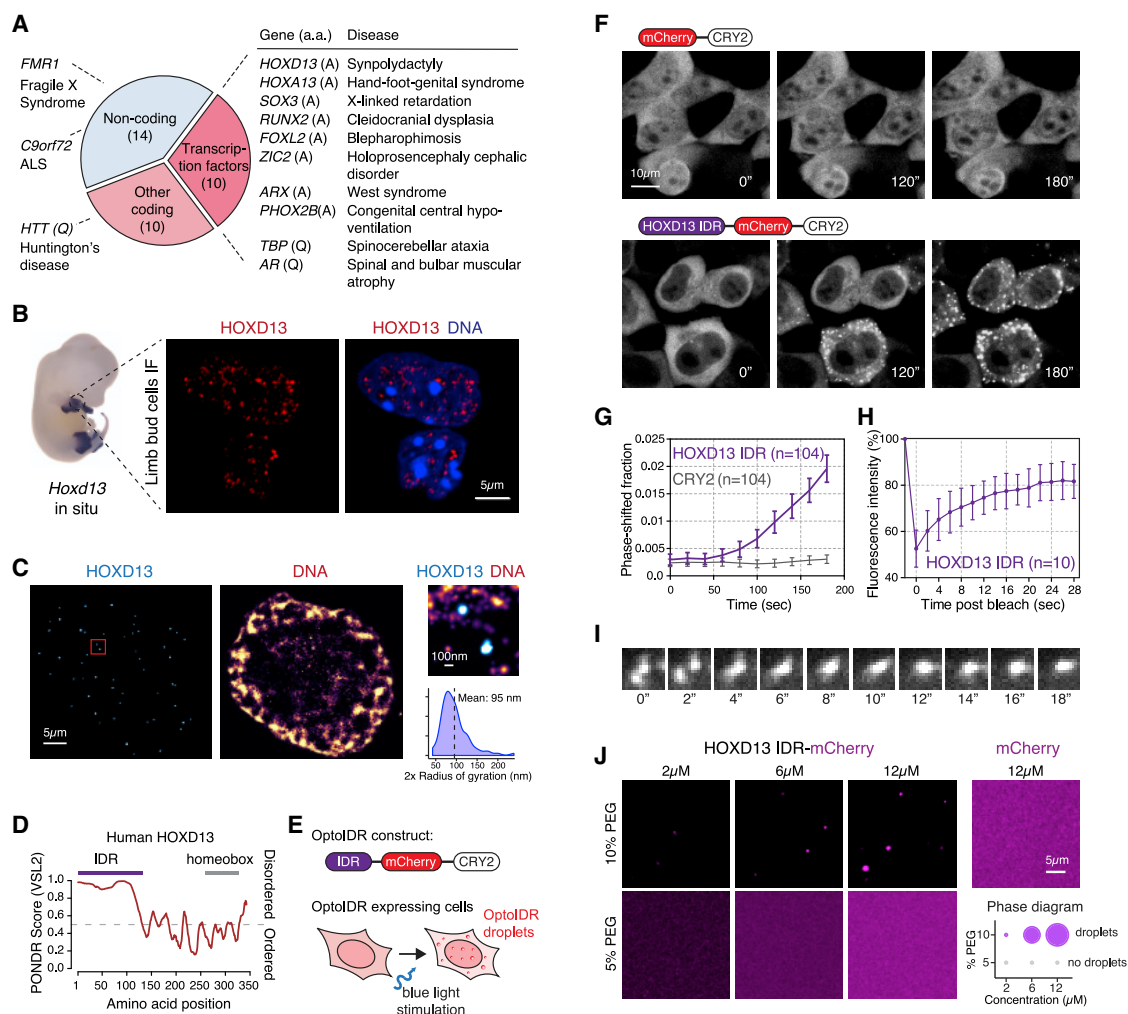 A
Gene (a.a.) Disease
FMR1
Fragile X
Syndrome
C9orf72
ALS
HTT (Q)
Huntington's
disease
Non-coding
(14)
Transcrip-
tion factors
(10)
Other
coding
(10)
HOXD13 (A) Synpolydactyly
HOXA13 (A) Hand-foot-genital syndrome
SOX3 (A) X-linked retardation
RUNX2 (A) Cleidocranial dysplasia
FOXL2 (A) Blepharophimosis
ZIC2 (A) Holoprosencephaly cephalic
disorder
ARX (A) West syndrome
PHOX2B(A) Congenital central hypo-
ventilation
TBP (Q) Spinocerebellar ataxia
AR (Q) Spinal and bulbar muscular
atrophy
B
Hoxd13
in situ
Limb bud cells IF
HOXD13
HOXD13 DNA
5µm
C
HOXD13
DNA
HOXD13 DNA
5µm
100nm
Mean: 95 nm
50 100 200
2x Radius of gyration (nm)
D
Human HOXD13
IDR
homeobox
PONDR Score (VSL2)
1.0
0.8
0.6
0.4
0.2
0.0
Disordered
Ordered
1 50 100 150 200 250 300 350
Amino acid position
E
OptoIDR construct:
IDR mCherry CRY2
OptoIDR expressing cells
OptoIDR
droplets
blue light
stimulation
F
mCherry CRY2
10µm
0”
120”
180”
HOXD13 IDR mCherry CRY2
0”
120”
180”
G
Phase-shifted fraction
0.025
0.02
0.015
0.01
0.005
0.0
HOXD13 IDR (n=104)
CRY2 (n=104)
0 50 100 150 200
Time (sec)
H
Fluorescence intensity (%)
100
80
60
40
HOXD13 IDR (n=10)
0 4 8 12 16 20 24 28
Time post bleach (sec)
I
0” 2” 4” 6” 8” 10” 12” 14” 16” 18”
J
HOXD13 IDR-mCherry
mCherry
2µM 6µM 12µM 12µM
10% PEG
5% PEG
5µm
Phase diagram
% PEG
10
5
droplets
no droplets
2 6 12
Concentration (µM)